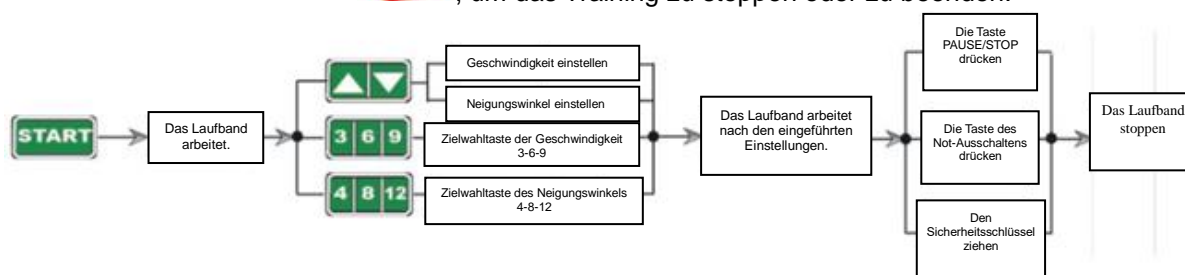 , um das Training zu stoppen oder zu beenden.
START
Das Laufband
arbeitet.
Geschwindigkeit einstellen
Neigungswinkel einstellen
3 6 9
Zielwahltaste der Geschwindigkeit
3-6-9
4 8 12
Zielwahltaste des Neigungswinkels
4-8-12
Das Laufband arbeitet
nach den eingeführten
Einstellungen.
Die Taste
PAUSE/STOP
drücken
Die Taste des
Not-Ausschaltens
drücken
Den
Sicherheitsschlüssel
ziehen
Das Laufband
stoppen